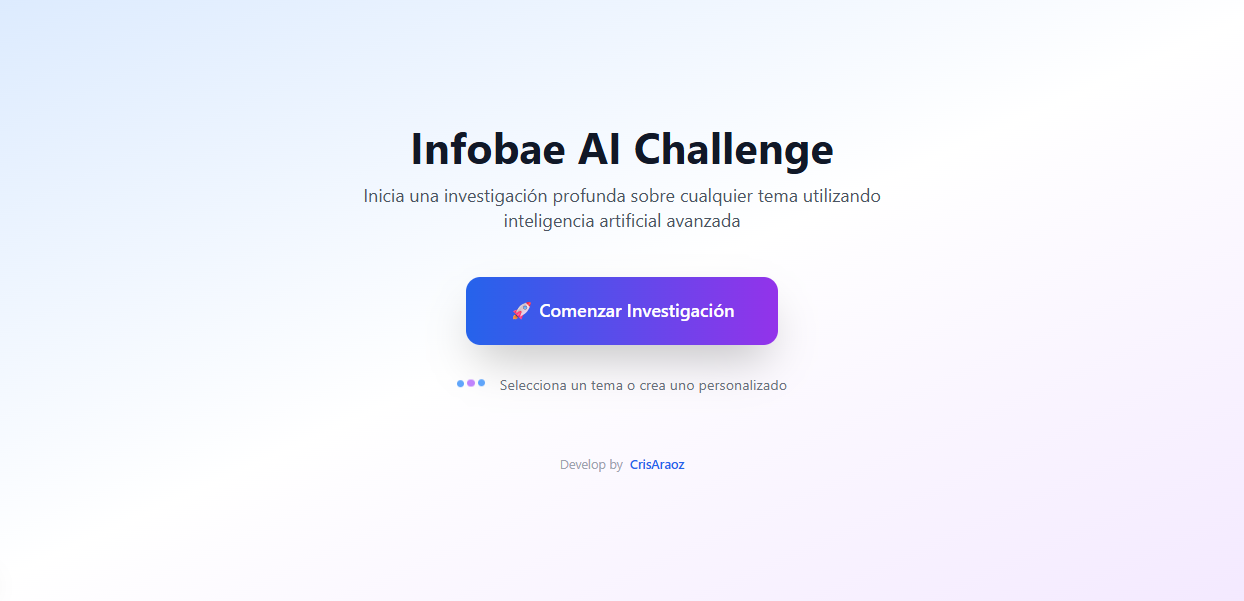 Infobae AI Challenge
Inicia una investigación profunda sobre cualquier tema utilizando
inteligencia artificial avanzada
🚀 Comenzar Investigación
Selecciona un tema o crea uno personalizado
Develop by CrisAraoz